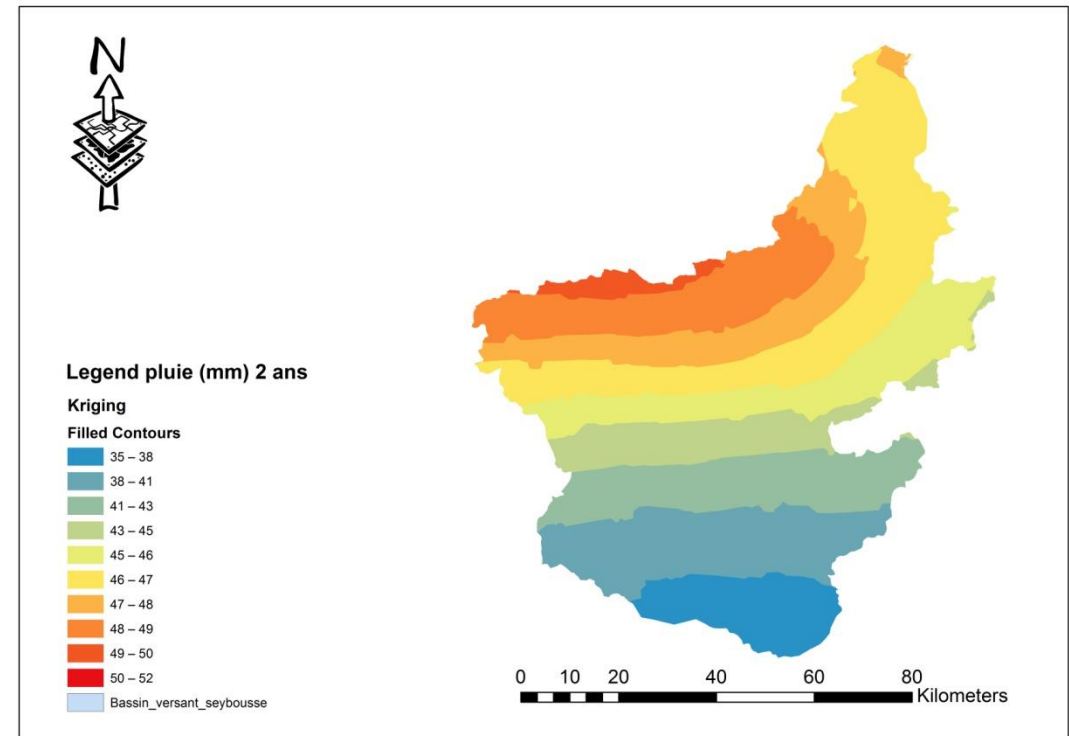 N
Legend pluie (mm) 2 ans
Kriging
Filled Contours
35 – 38
38 – 41
41 – 43
43 – 45
45 – 46
46 – 47
47 – 48
48 – 49
49 – 50
50 – 52
Bassin_versant_seybousse
0 10 20 40 60 80
Kilometers